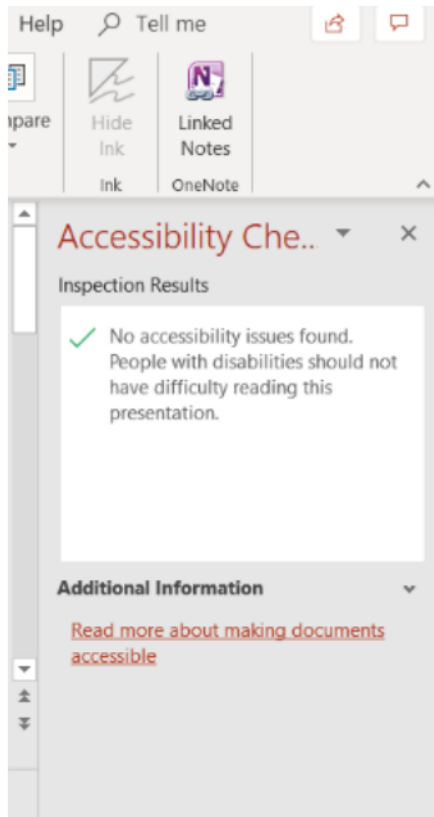 Help Tell me
npare Hide Linked
Ink Notes
Ink OneNote
Accessibility Che...
Inspection Results
No accessibility issues found.
People with disabilities should not
have difficulty reading this
presentation.
Additional Information
Read more about making documents
accessible